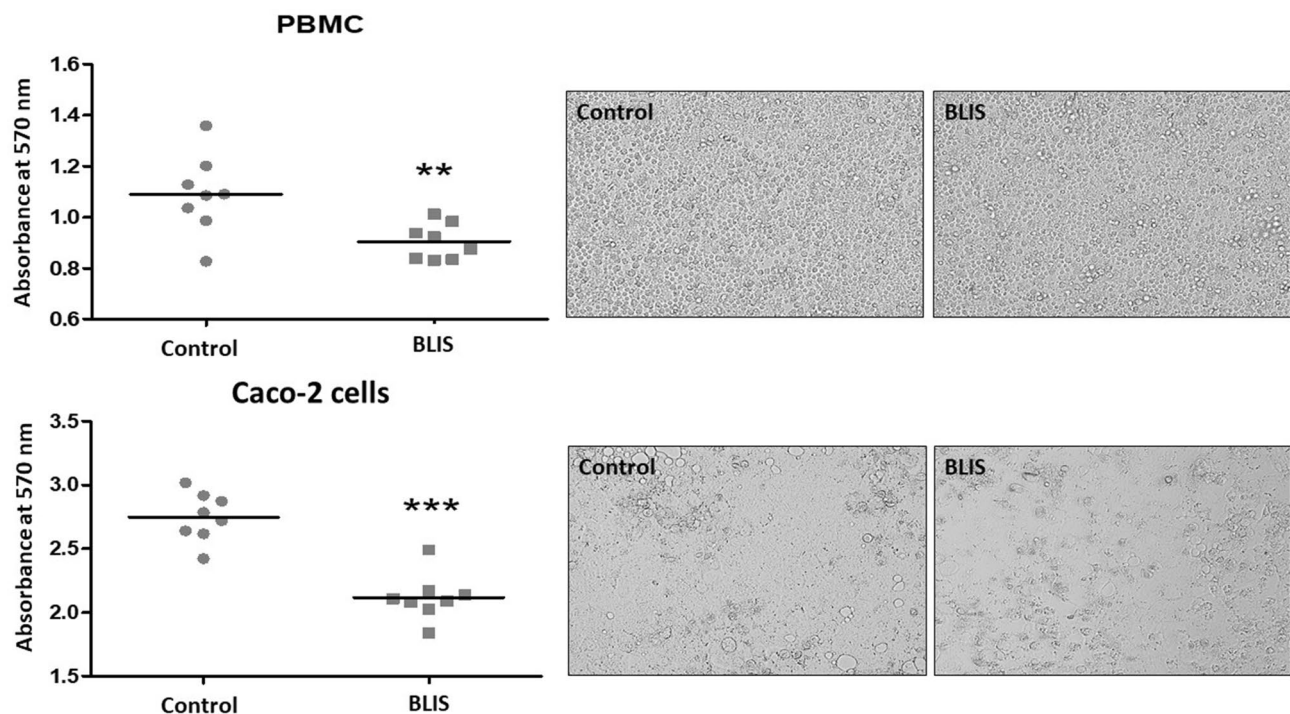 PBMC
Absorbance at 570 nm
1.6
1.4
1.2
1.0
0.8
0.6
**
Control
BLIS
Control
BLIS
Caco-2 cells
Absorbance at 570 nm
3.5
3.0
2.5
2.0
1.5
***
Control
BLIS
Control
BLIS